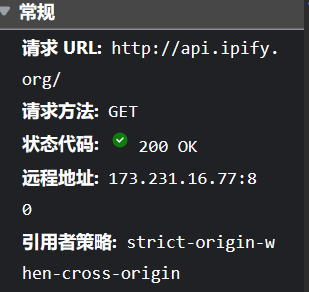 常规
请求 URL: http://api.ipify.
org/
请求方法: GET
状态代码: 200 OK
远程地址: 173.231.16.77:8
0
引用者策略: strict-origin-w
hen-cross-origin